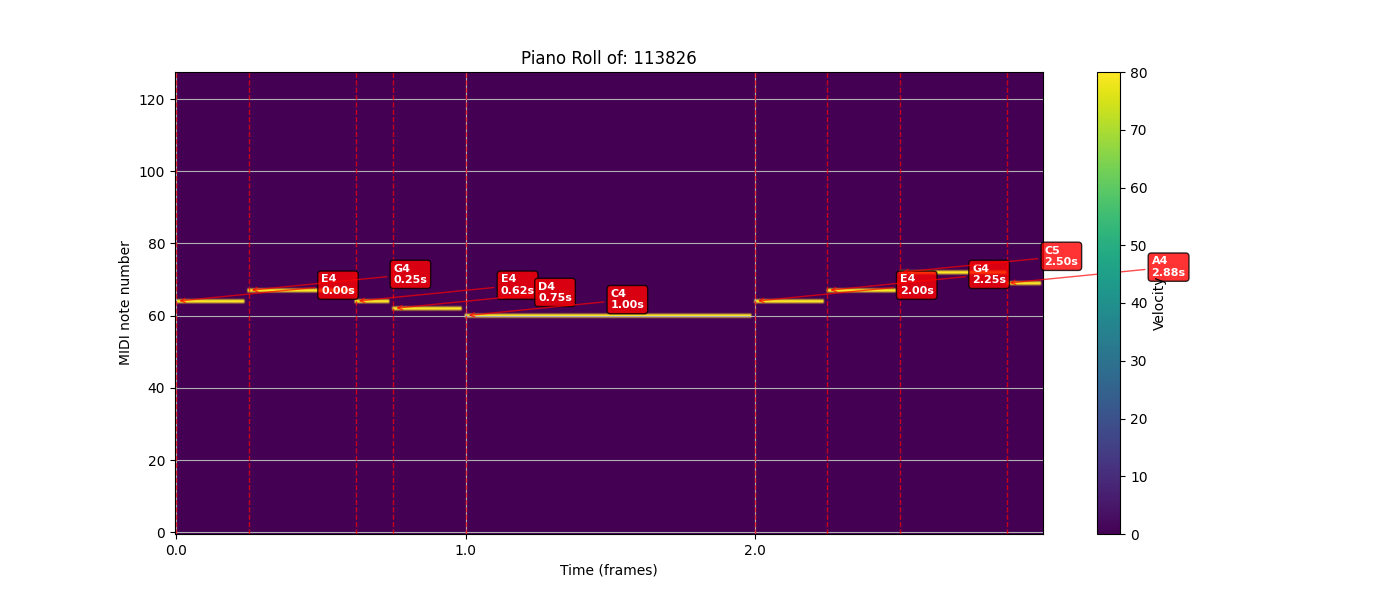 Piano Roll of: 113826
120
100
80
60
40
20
0
MIDI note number
E4
0.00s
G4
0.25s
E4
0.62s
D4
0.75s
C4
1.00s
E4
2.00s
G4
2.25s
C5
2.50s
A4
2.88s
0.0
1.0
2.0
Time (frames)
80
70
60
50
40
30
20
10
0
Velocity